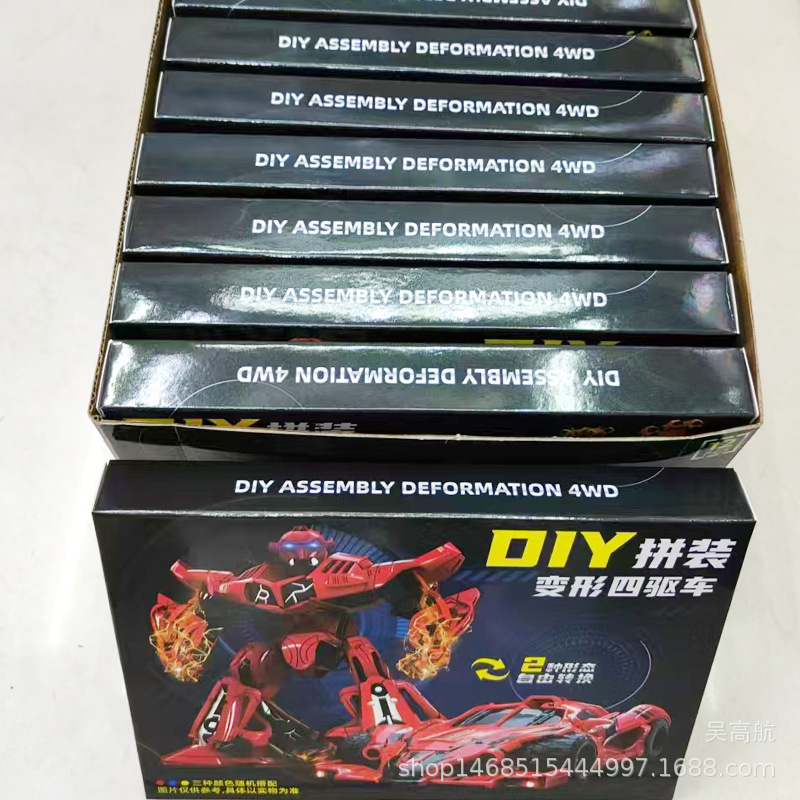 DIY ASSEMBLY DEFORMATION 4WD
DIY ASSEMBLY DEFORMATION 4WD
DIY ASSEMBLY DEFORMATION 4WD
DIY ASSEMBLY DEFORMATION 4WD
DIY ASSEMBLY DEFORMATION 4WD
DIY ASSEMBLY DEFORMATION 4WD
DIY ASSEMBLY DEFORMATION 4WD
DIY 拼装
DIY ASSEMBLY DEFORMATION 4WD
DIY 拼装
变形四驱车
2种形态
自由转换
三种颜色随机搭配
图片仅供参考,具体以实物为准
吴高航
shop1468515444997.1688.com